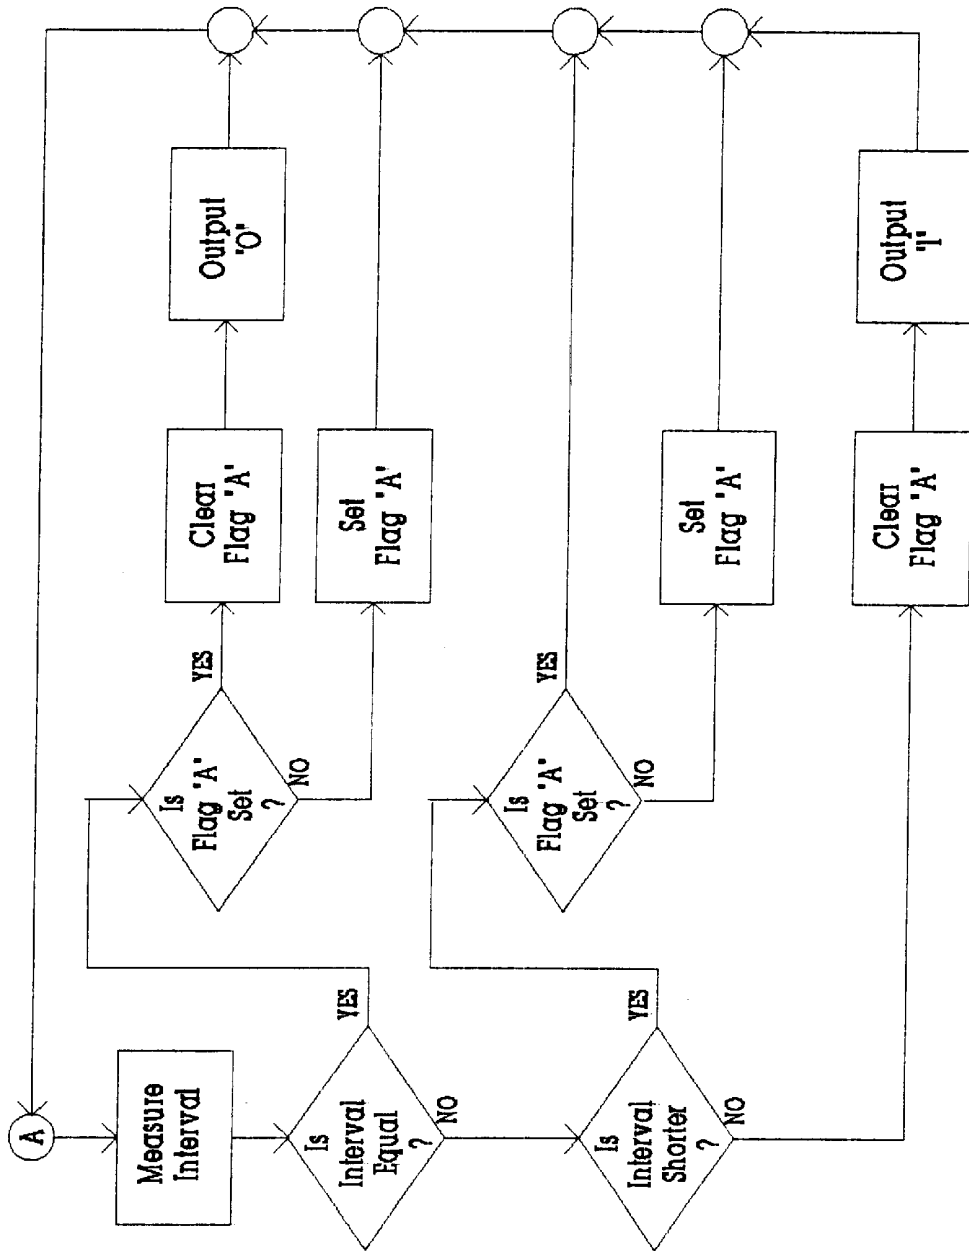 A
Measure
Interval
Is
Interval
Equal
?
YES
NO
Is
Flag "A"
Set
?
YES
NO
Clear
Flag "A"
Output
"O"
Set
Flag "A"
Is
Interval
Shorter
?
YES
NO
Is
Flag "A"
Set
?
YES
NO
Set
Flag "A"
Clear
Flag "A"
Output
"1"